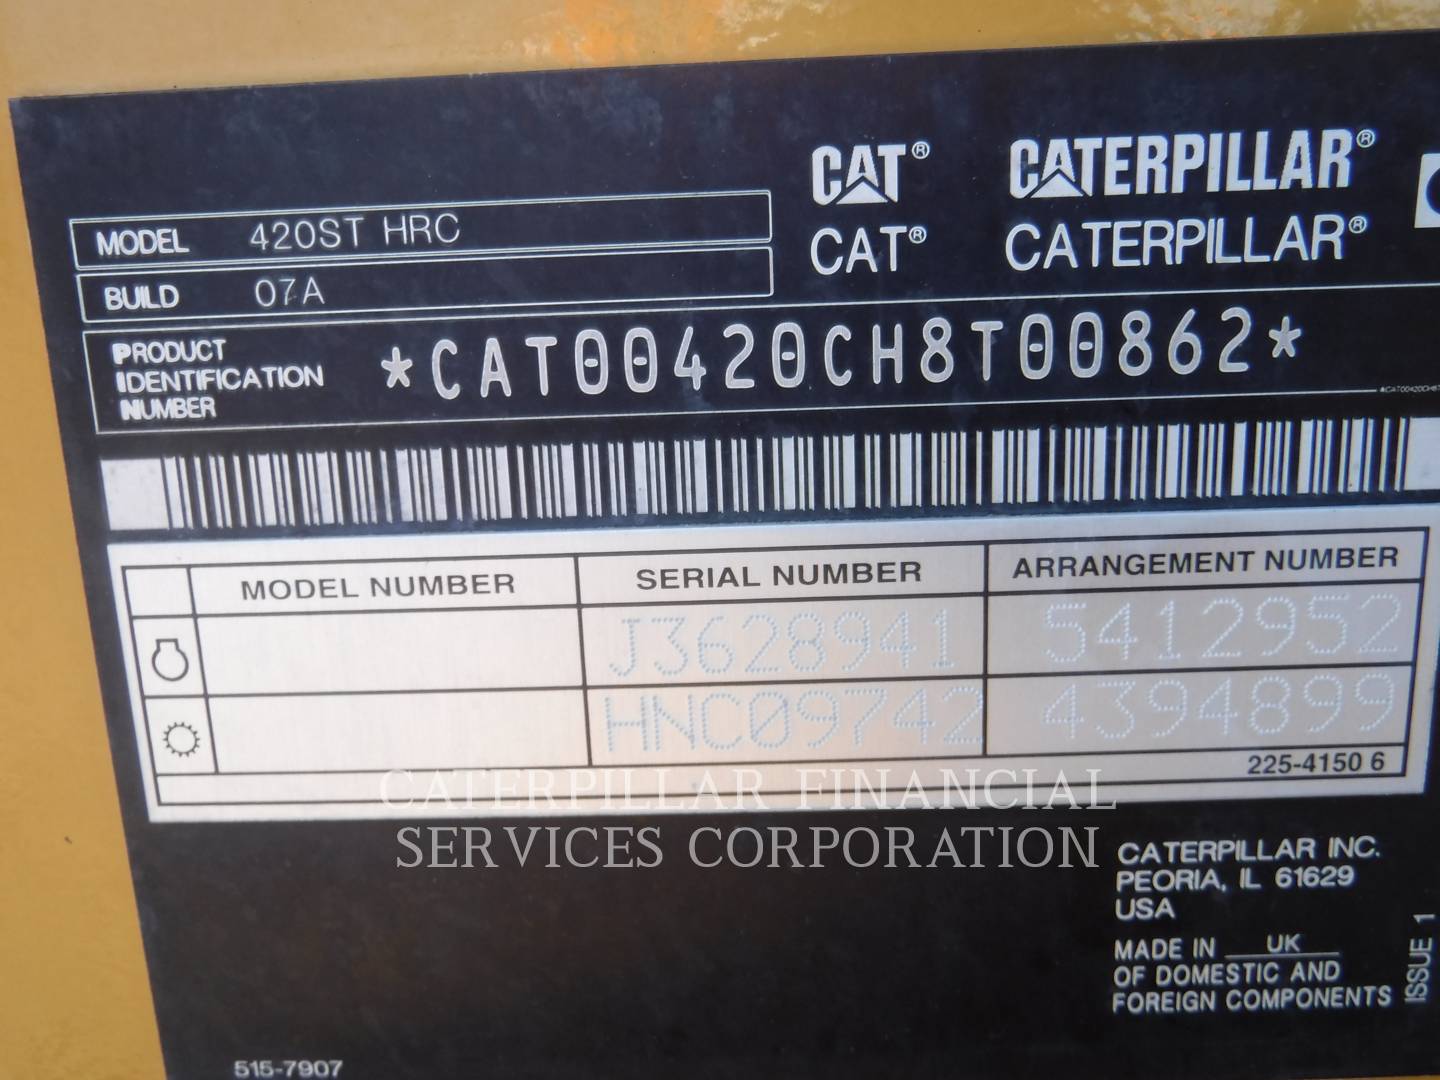 CAT® CATERPILLAR®
MODEL 420ST HRC CAT® CATERPILLAR®
BUILD 07A
PRODUCT
IDENTIFICATION *CAT00420CH8T00862*
NUMBER
MODEL NUMBER SERIAL NUMBER ARRANGEMENT NUMBER
J3628941 5412952
HNC09742 4394899
225-4150 6
CATERPILLAR FINANCIAL
SERVICES CORPORATION
CATERPILLAR INC.
PEORIA, IL 61629
USA
MADE IN UK
OF DOMESTIC AND
FOREIGN COMPONENTS
ISSUE 1
515-7907